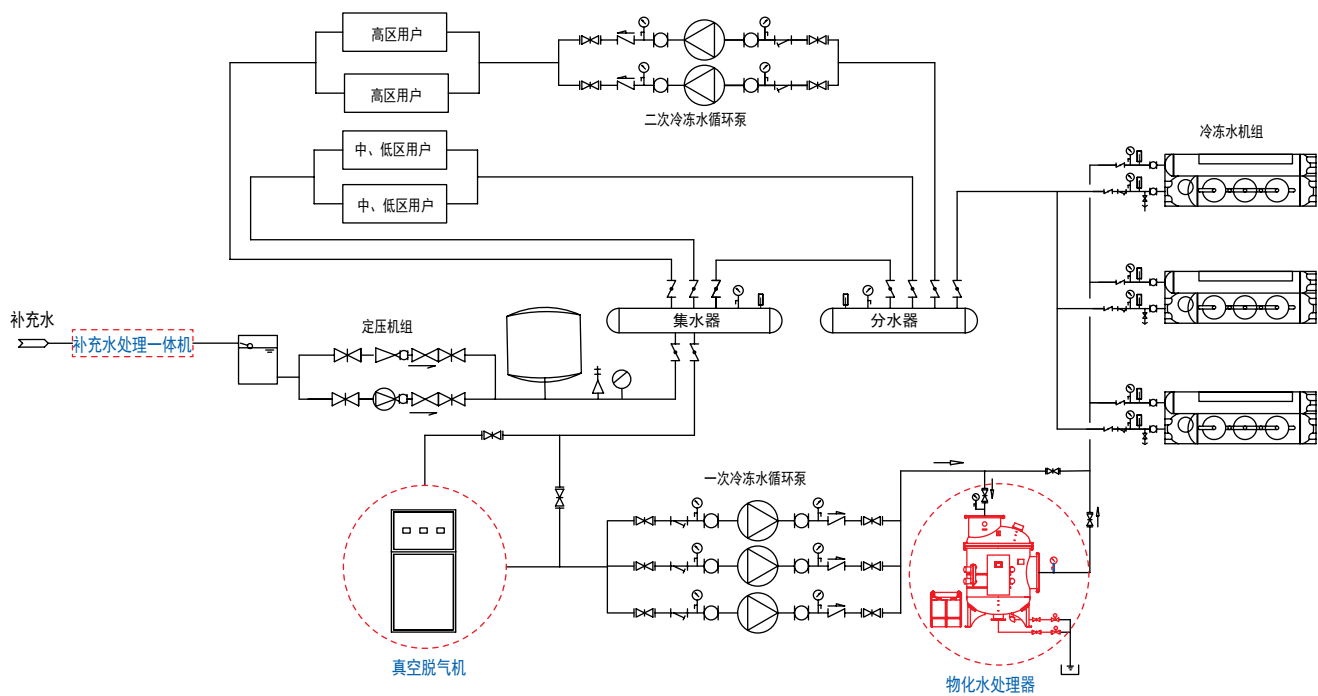 高区用户
高区用户
二次冷冻水循环泵
中、低区用户
中、低区用户
冷冻水机组
补充水
补充水处理一体机
定压机组
集水器
分水器
一次冷冻水循环泵
真空脱气机
物化水处理器